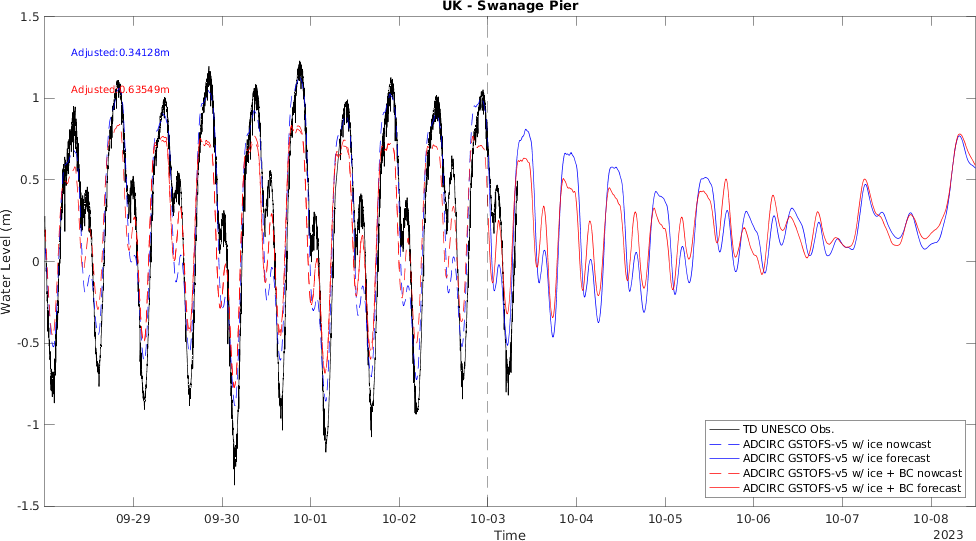 UK - Swanage Pier
Adjusted:0.34128m
Adjusted:0.63549m
Water Level (m)
1.5
1
0.5
0
-0.5
-1
-1.5
09-29
09-30
10-01
10-02
10-03
10-04
10-05
10-06
10-07
10-08
Time
2023
TD UNESCO Obs.
ADCIRC GSTOFS-v5 w/ ice nowcast
ADCIRC GSTOFS-v5 w/ ice forecast
ADCIRC GSTOFS-v5 w/ ice + BC nowcast
ADCIRC GSTOFS-v5 w/ ice + BC forecast